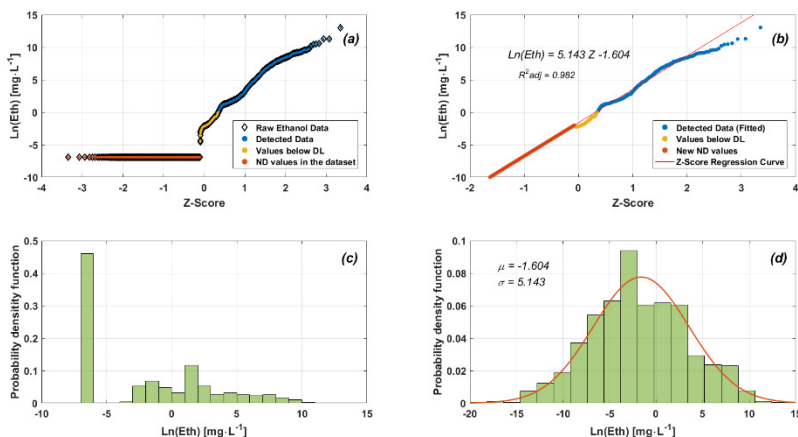 (a)
Ln(Eth) [mg·L⁻¹]
15
10
5
0
-5
-10
Raw Ethanol Data
Detected Data
Values below DL
ND values in the dataset
-4 -3 -2 -1 0 1 2 3 4
Z-Score
(b)
Ln(Eth) = 5.143 Z -1.604
R²adj = 0.982
Ln(Eth) [mg·L⁻¹]
15
10
5
0
-5
-10
Detected Data (Fitted)
Values below DL
New ND values
Z-Score Regression Curve
-2 -1 0 1 2 3 4
Z-Score
(c)
Probability densitity function
0.5
0.4
0.3
0.2
0.1
0
-10 -5 0 5 10 15
Ln(Eth) [mg·L⁻¹]
(d)
μ = -1.604
σ = 5.143
Probability densitity function
0.1
0.08
0.06
0.04
0.02
0
-20 -15 -10 -5 0 5 10 15
Ln(Eth) [mg·L⁻¹]